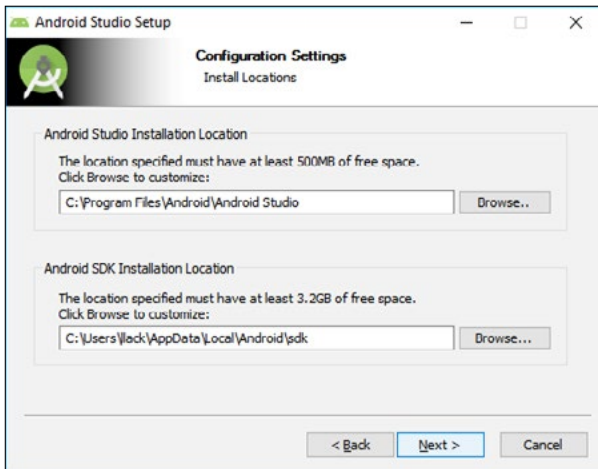 Android Studio Setup
Configuration Settings
Install Locations
Android Studio Installation Location
The location specified must have at least 500MB of free space.
Click Browse to customize:
C:\Program Files\Android\Android Studio
Browse..
Android SDK Installation Location
The location specified must have at least 3.2GB of free space.
Click Browse to customize:
C:\Users\llack\AppData\Local\Android\sdk
Browse...
< Back
Next >
Cancel